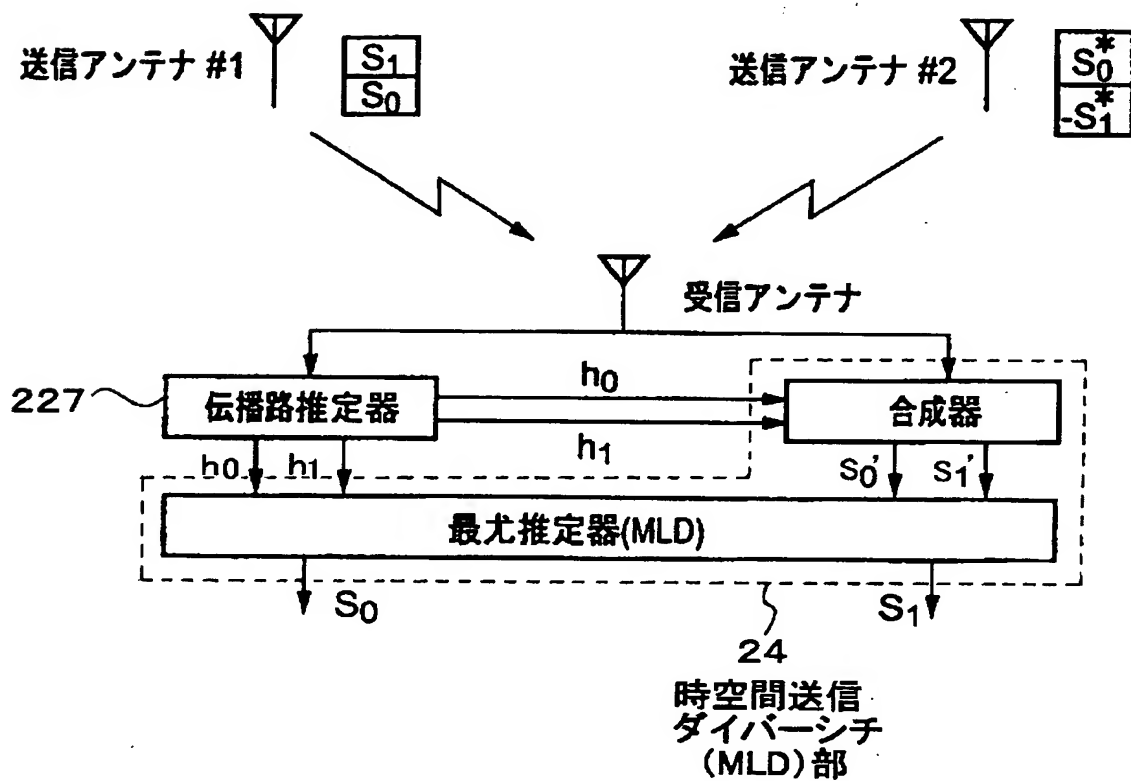 送信アンテナ #1
S1
S0
送信アンテナ #2
S0*
-S1*
受信アンテナ
227
伝播路推定器
h0
h1
合成器
h0
h1
S0'
S1'
最尤推定器(MLD)
S0
S1
24
時空間送信
ダイバーシチ
(MLD)部